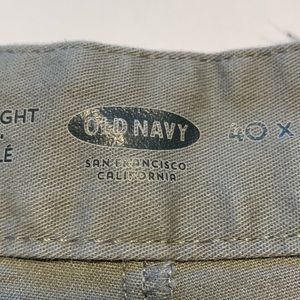 OLD NAVY
SAN FRANCISCO
CALIFORNIA
40 X